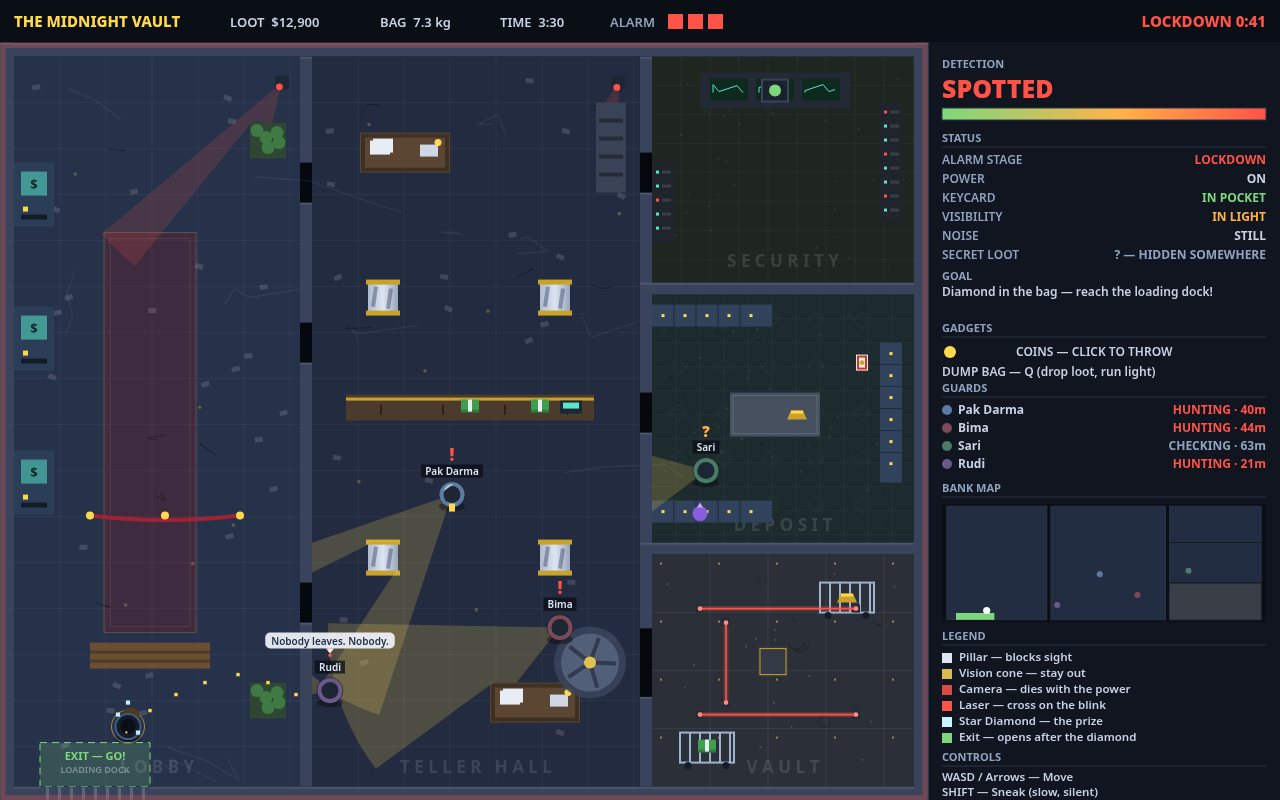 THE MIDNIGHT VAULT LOOT $12,900 BAG 7.3 kg TIME 3:30 ALARM LOCKDOWN 0:41
DETECTION
SPOTTED
STATUS
ALARM STAGE LOCKDOWN
POWER ON
KEYCARD IN POCKET
VISIBILITY IN LIGHT
NOISE STILL
SECRET LOOT ? — HIDDEN SOMEWHERE
GOAL
Diamond in the bag — reach the loading dock!
GADGETS
COINS — CLICK TO THROW
DUMP BAG — Q (drop loot, run light)
GUARDS
Pak Darma HUNTING · 40m
Bima HUNTING · 44m
Sari CHECKING · 63m
Rudi HUNTING · 21m
BANK MAP
LEGEND
Pillar — blocks sight
Vision cone — stay out
Camera — dies with the power
Laser — cross on the blink
Star Diamond — the prize
Exit — opens after the diamond
CONTROLS
WASD / Arrows — Move
SHIFT — Sneak (slow, silent)
$
$
$
SECURITY
?
Sari
!
Pak Darma
DEPOSIT
!
Bima
Nobody leaves. Nobody.
Rudi
EXIT — GO!
LOADING DOCK
OBBY
TELLER HALL
VAULT